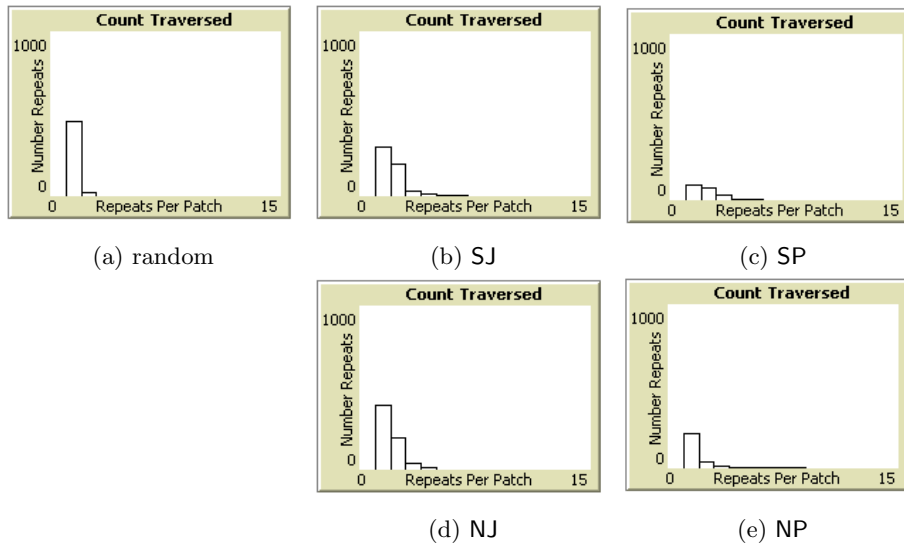 Count Traversed
1000
Number Repeats
0
0 Repeats Per Patch 15
(a) random
Count Traversed
1000
Number Repeats
0
0 Repeats Per Patch 15
(b) SJ
Count Traversed
1000
Number Repeats
0
0 Repeats Per Patch 15
(c) SP
Count Traversed
1000
Number Repeats
0
0 Repeats Per Patch 15
(d) NJ
Count Traversed
1000
Number Repeats
0
0 Repeats Per Patch 15
(e) NP